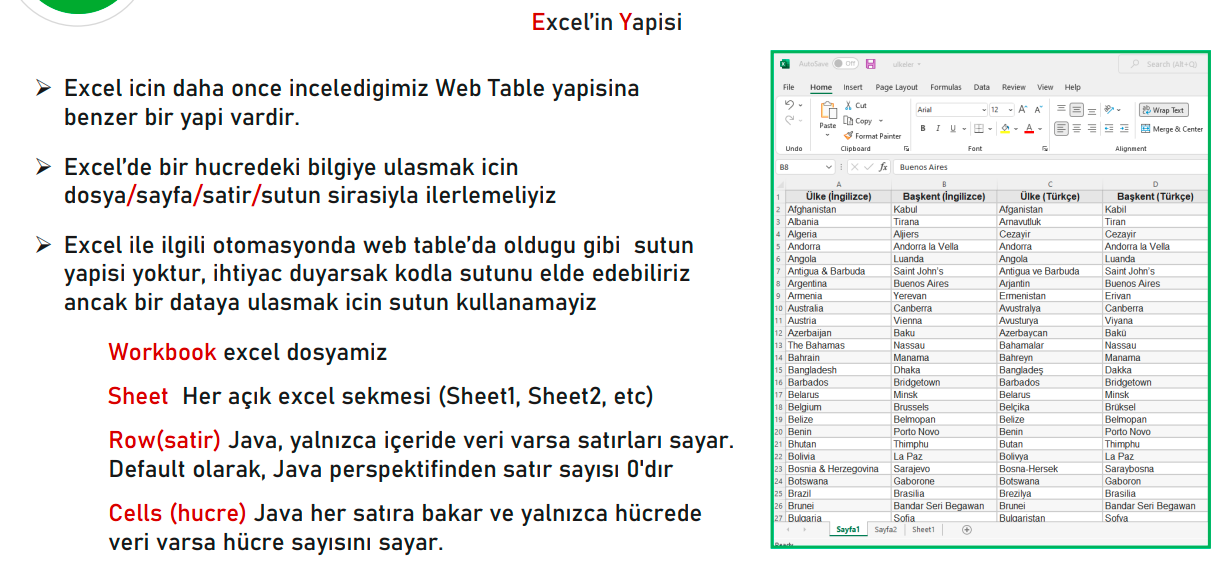 Excel'in Yapisi
➢ Excel icin daha once inceledigimiz Web Table yapisina
benzer bir yapi vardir.
➢ Excel'de bir hucredeki bilgiye ulasmak icin
dosya/sayfa/satir/sutun sirasiyla ilerlemeliyiz
➢ Excel ile ilgili otomasyonda web table'da oldugu gibi sutun
yapisi yoktur, ihtiyac duyarsak kodla sutunu elde edebiliriz
ancak bir dataya ulasmak icin sutun kullanamayiz
Workbook excel dosyamiz
Sheet Her açık excel sekmesi (Sheet1, Sheet2, etc)
Row(satir) Java, yalnızca içeride veri varsa satırları sayar.
Default olarak, Java perspektifinden satır sayısı 0'dır
Cells (hucre) Java her satıra bakar ve yalnızca hücrede
veri varsa hücre sayısını sayar.
AutoSave Off ulkeler Search (Alt+Q)
File Home Insert Page Layout Formulas Data Review View Help
Cut
Copy
Format Painter
Paste
Arial 12
B I U
Wrap Text
Merge & Center
Undo Clipboard Font Alignment
B8 fx Buenos Aires
A B C D
1 Ülke (İngilizce) Başkent (İngilizce) Ülke (Türkçe) Başkent (Türkçe)
2 Afghanistan Kabul Afganistan Kabil
3 Albania Tirana Arnavutluk Tiran
4 Algeria Aljiers Cezayir Cezayir
5 Andorra Andorra la Vella Andorra Andorra la Vella
6 Angola Luanda Angola Luanda
7 Antigua & Barbuda Saint John's Antigua ve Barbuda Saint John's
8 Argentina Buenos Aires Arjantin Buenos Aires
9 Armenia Yerevan Ermenistan Erivan
10 Australia Canberra Avustralya Canberra
11 Austria Vienna Avusturya Viyana
12 Azerbaijan Baku Azerbaycan Bakü
13 The Bahamas Nassau Bahamalar Nassau
14 Bahrain Manama Bahreyn Manama
15 Bangladesh Dhaka Bangladeş Dakka
16 Barbados Bridgetown Barbados Bridgetown
17 Belarus Minsk Belarus Minsk
18 Belgium Brussels Belçika Brüksel
19 Belize Belmopan Belize Belmopan
20 Benin Porto Novo Benin Porto Novo
21 Bhutan Thimphu Butan Thimphu
22 Bolivia La Paz Bolivya La Paz
23 Bosnia & Herzegovina Sarajevo Bosna-Hersek Saraybosna
24 Botswana Gaborone Botswana Gaboron
25 Brazil Brasilia Brezilya Brasilia
26 Brunei Bandar Seri Begawan Brunei Bandar Seri Begawan
27 Bulgaria Sofia Bulgaristan Sofya
Sayfa1 Sayfa2 Sheet1